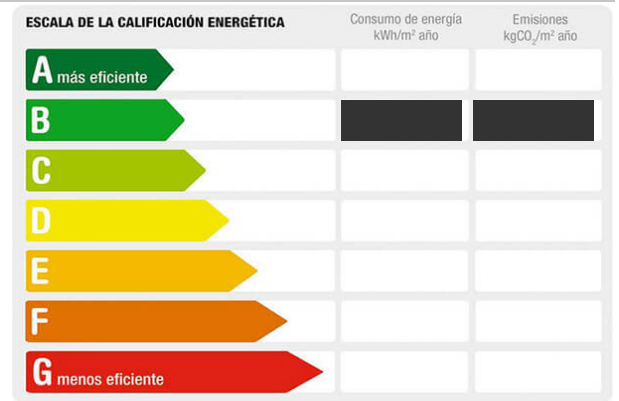 ESCALA DE LA CALIFICACIÓN ENERGÉTICA
Consumo de energía
kWh/m² año
Emisiones
kgCO₂/m² año
A más eficiente
B
C
D
E
F
G menos eficiente